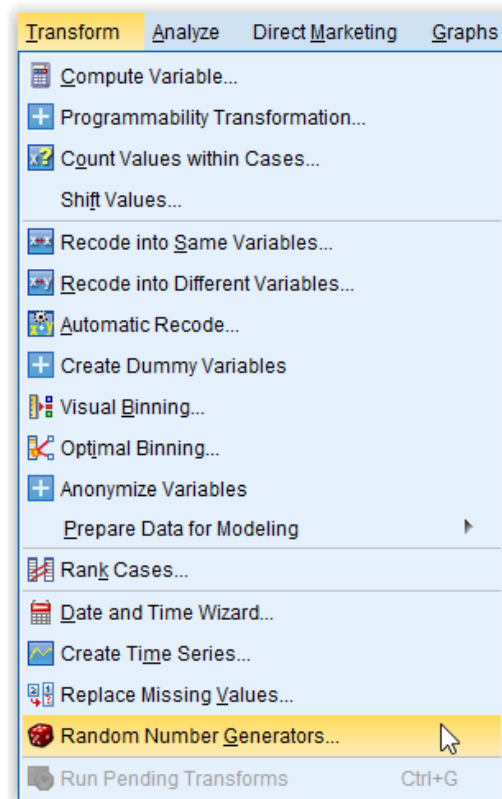 Transform Analyze Direct Marketing Graphs
Compute Variable...
Programmability Transformation...
Count Values within Cases...
Shift Values...
Recode into Same Variables...
Recode into Different Variables...
Automatic Recode...
Create Dummy Variables
Visual Binning...
Optimal Binning...
Anonymize Variables
Prepare Data for Modeling
Rank Cases...
Date and Time Wizard...
Create Time Series...
Replace Missing Values...
Random Number Generators...
Run Pending Transforms Ctrl+G